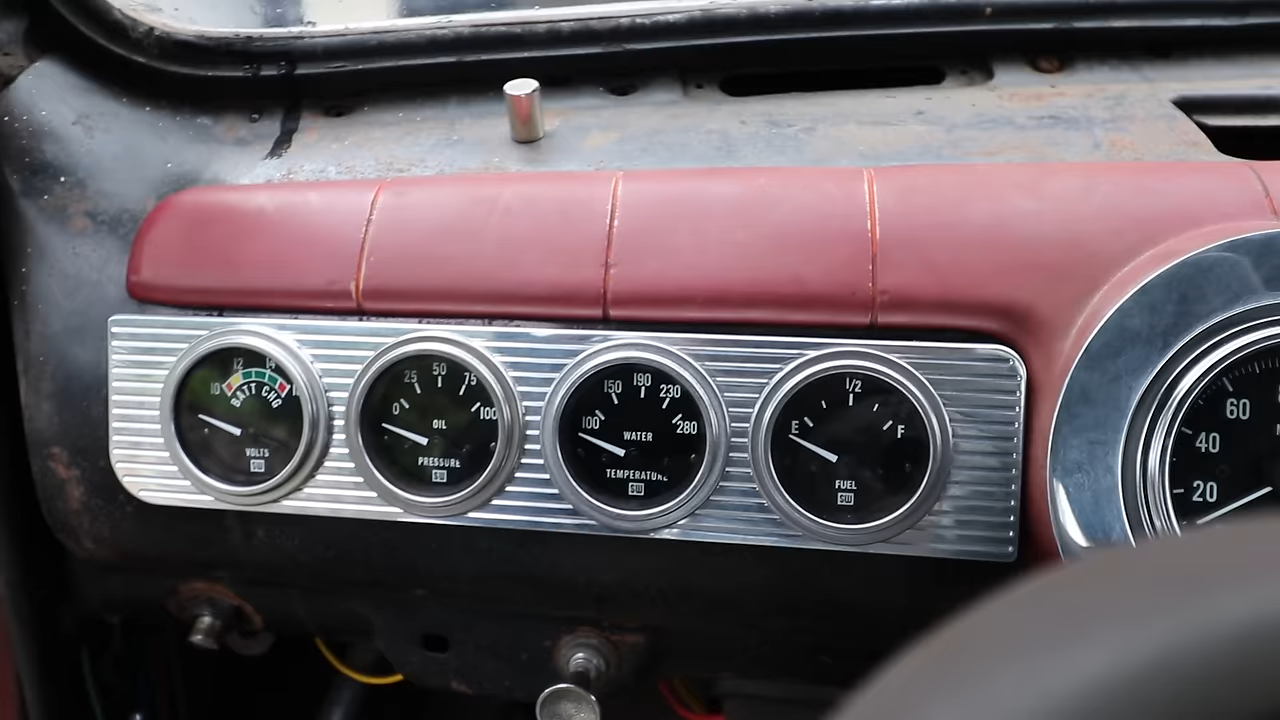 10 12 14
BATT CHG
VOLTS
SW
0 25 50 75 100
OIL
PRESSURE
SW
100 150 190 230 280
WATER
TEMPERATURE
SW
E 1/2 F
FUEL
SW
60
40
20